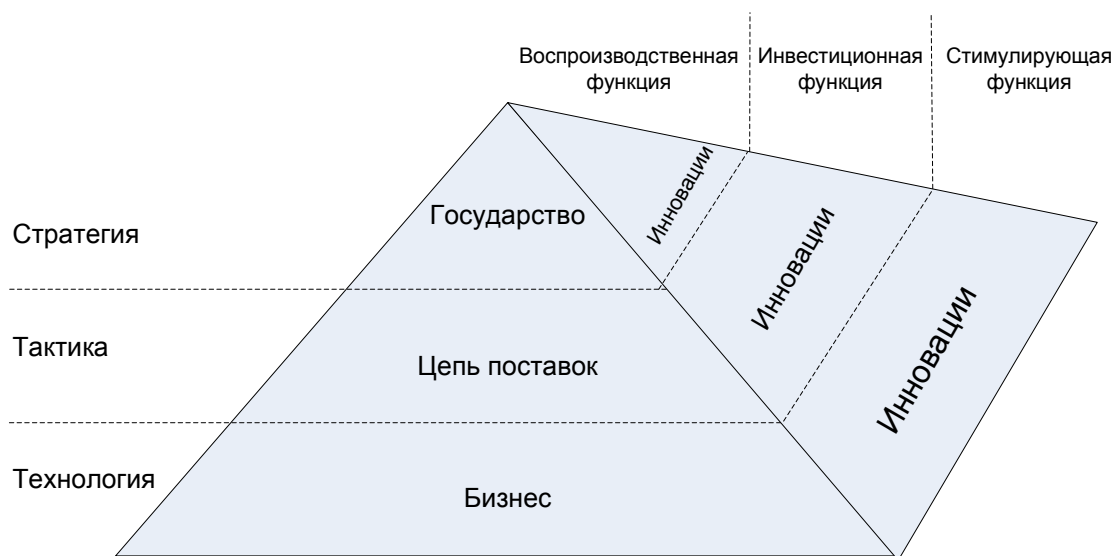 Воспроизводственная
функция
Инвестиционная
функция
Стимулирующая
функция
Стратегия
Государство
Инновации
Тактика
Цепь поставок
Инновации
Технология
Бизнес
Инновации